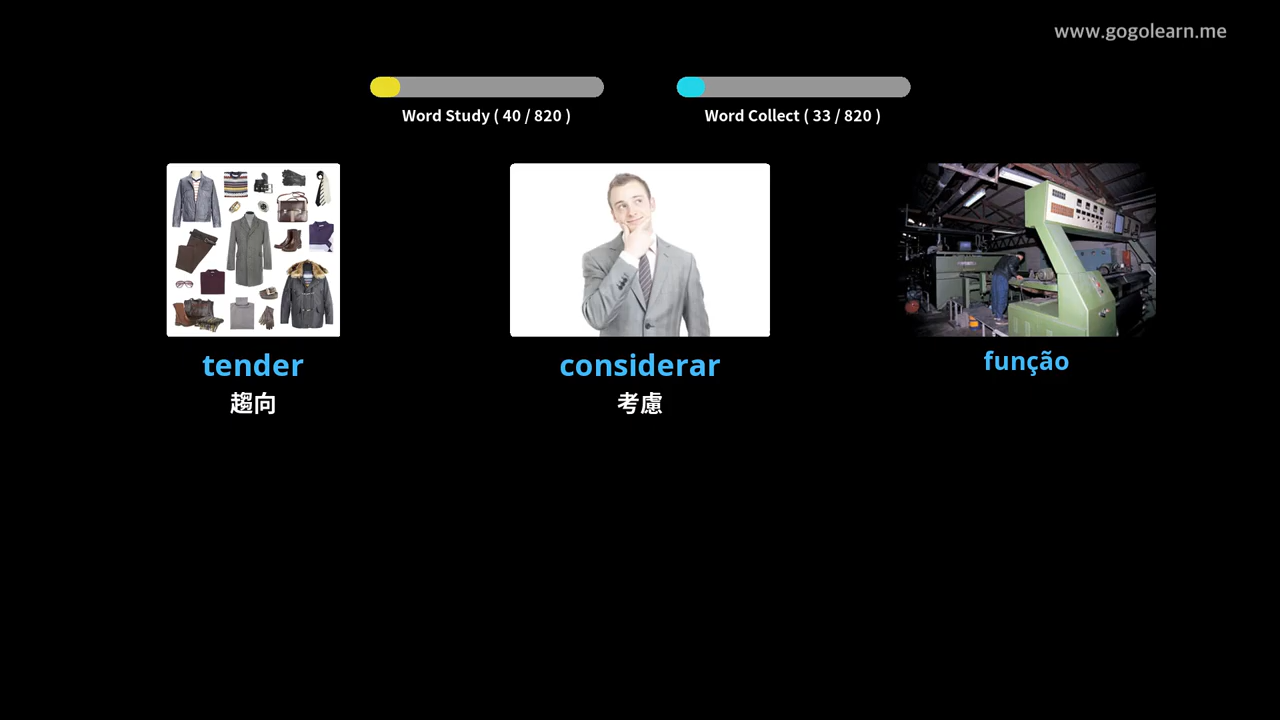 www.gogolearn.me
Word Study ( 40 / 820 )
Word Collect ( 33 / 820 )
tender
趨向
considerar
考慮
função